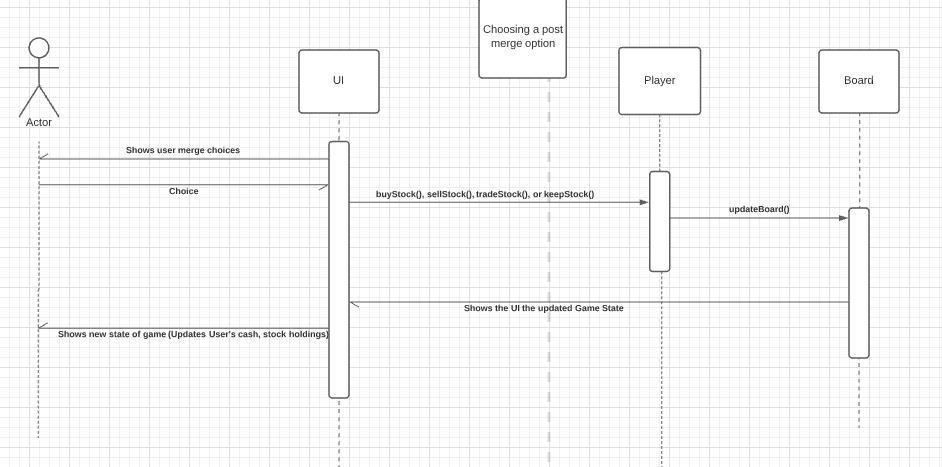 Choosing a post
merge option
UI
Player
Board
Actor
Shows user merge choices
Choice
buyStock(), sellStock(), tradeStock(), or keepStock()
updateBoard()
Shows the UI the updated Game State
Shows new state of game (Updates User's cash, stock holdings)